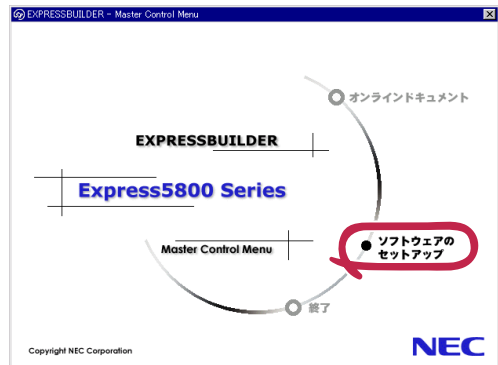 EXPRESSBUILDER - Master Control Menu
オンラインドキュメント
EXPRESSBUILDER
Express5800 Series
ソフトウェアの
セットアップ
Master Control Menu
終了
Copyright NEC Corporation
NEC